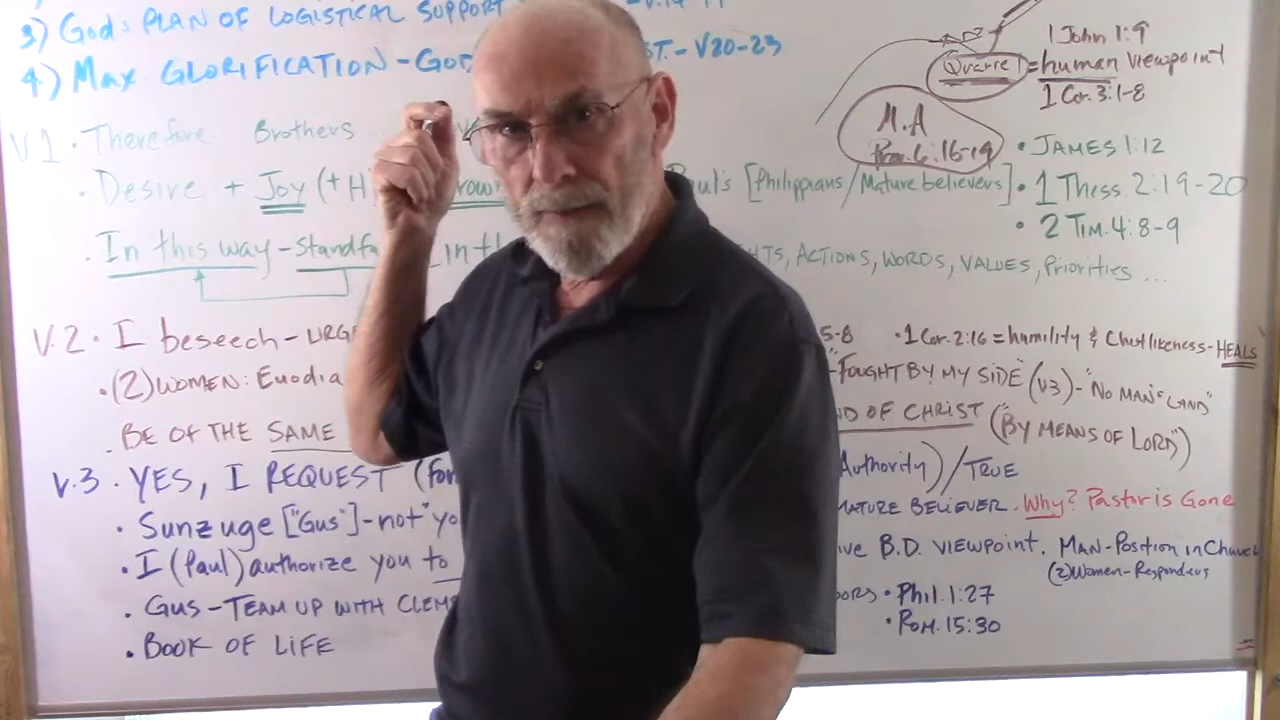 3) God's PLAN OF LOGISTICAL SUPPORT
4.) Max. GLORIFICATION - GOD ST. - V20-23
1 John 1:9
Quarrel = human viewpoint
1 Cor. 3:1-8
M.A
Prov. 6:16-19
V.1 • Therefore Brothers ...
• JAMES 1:12
• Desire + Joy (+H Paul's [Philippians/Mature believers]
• 1 Thess. 2:19-20
• 2 Tim. 4:8-9
• In this way - Standfa in th HTS, ACTIONS, WORDS, VALUES, Priorities ...
V.2 • I beseech - URG 5-8 • 1 Cor. 2:16 = humility & Christlikeness - HEALS
• (2) WOMEN: Euodia - "FOUGHT BY MY SIDE" (V3) - "NO MAN'S LAND"
BE OF THE SAME ND OF CHRIST ("BY MEANS OF LORD")
V.3 • YES, I REQUEST (For Authority) / TRUE
• Sunzuge ["Gus"] - not "yo MATURE BELIEVER. Why? Pastor is Gone
• I (Paul) authorize you to ive B.D. VIEWPOINT. MAN-Position in Church
(2) Women - Responders
• Gus - TEAM UP WITH CLEM ORS • Phil. 1:27
• BOOK OF LIFE • Rom. 15:30